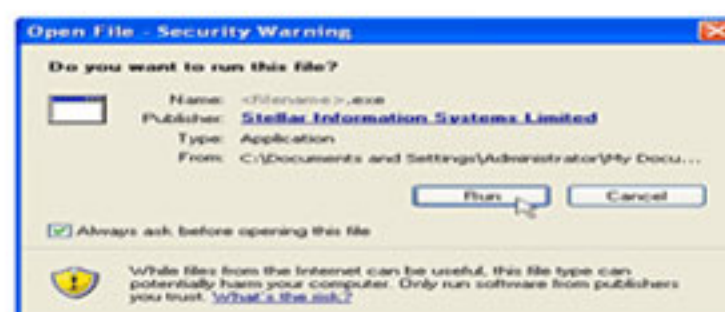 Open File - Security Warning
Do you want to run this file?
Name: <filename>.exe
Publisher: Stellar Information Systems Limited
Type: Application
From: C:\Documents and Settings\Administrator\My Docu...
Run Cancel
Always ask before opening this file
While files from the Internet can be useful, this file type can
potentially harm your computer. Only run software from publishers
you trust. What's the risk?